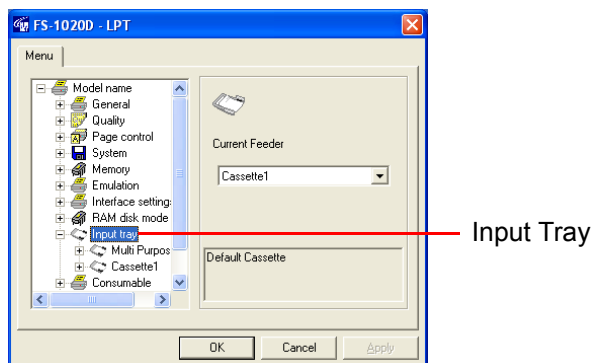 FS-1020D - LPT
Menu
Model name
General
Quality
Page control
System
Memory
Emulation
Interface setting:
RAM disk mode
Input tray
Multi Purpos
Cassette1
Consumable
Current Feeder
Cassette1
Default Cassette
OK Cancel Apply
Input Tray